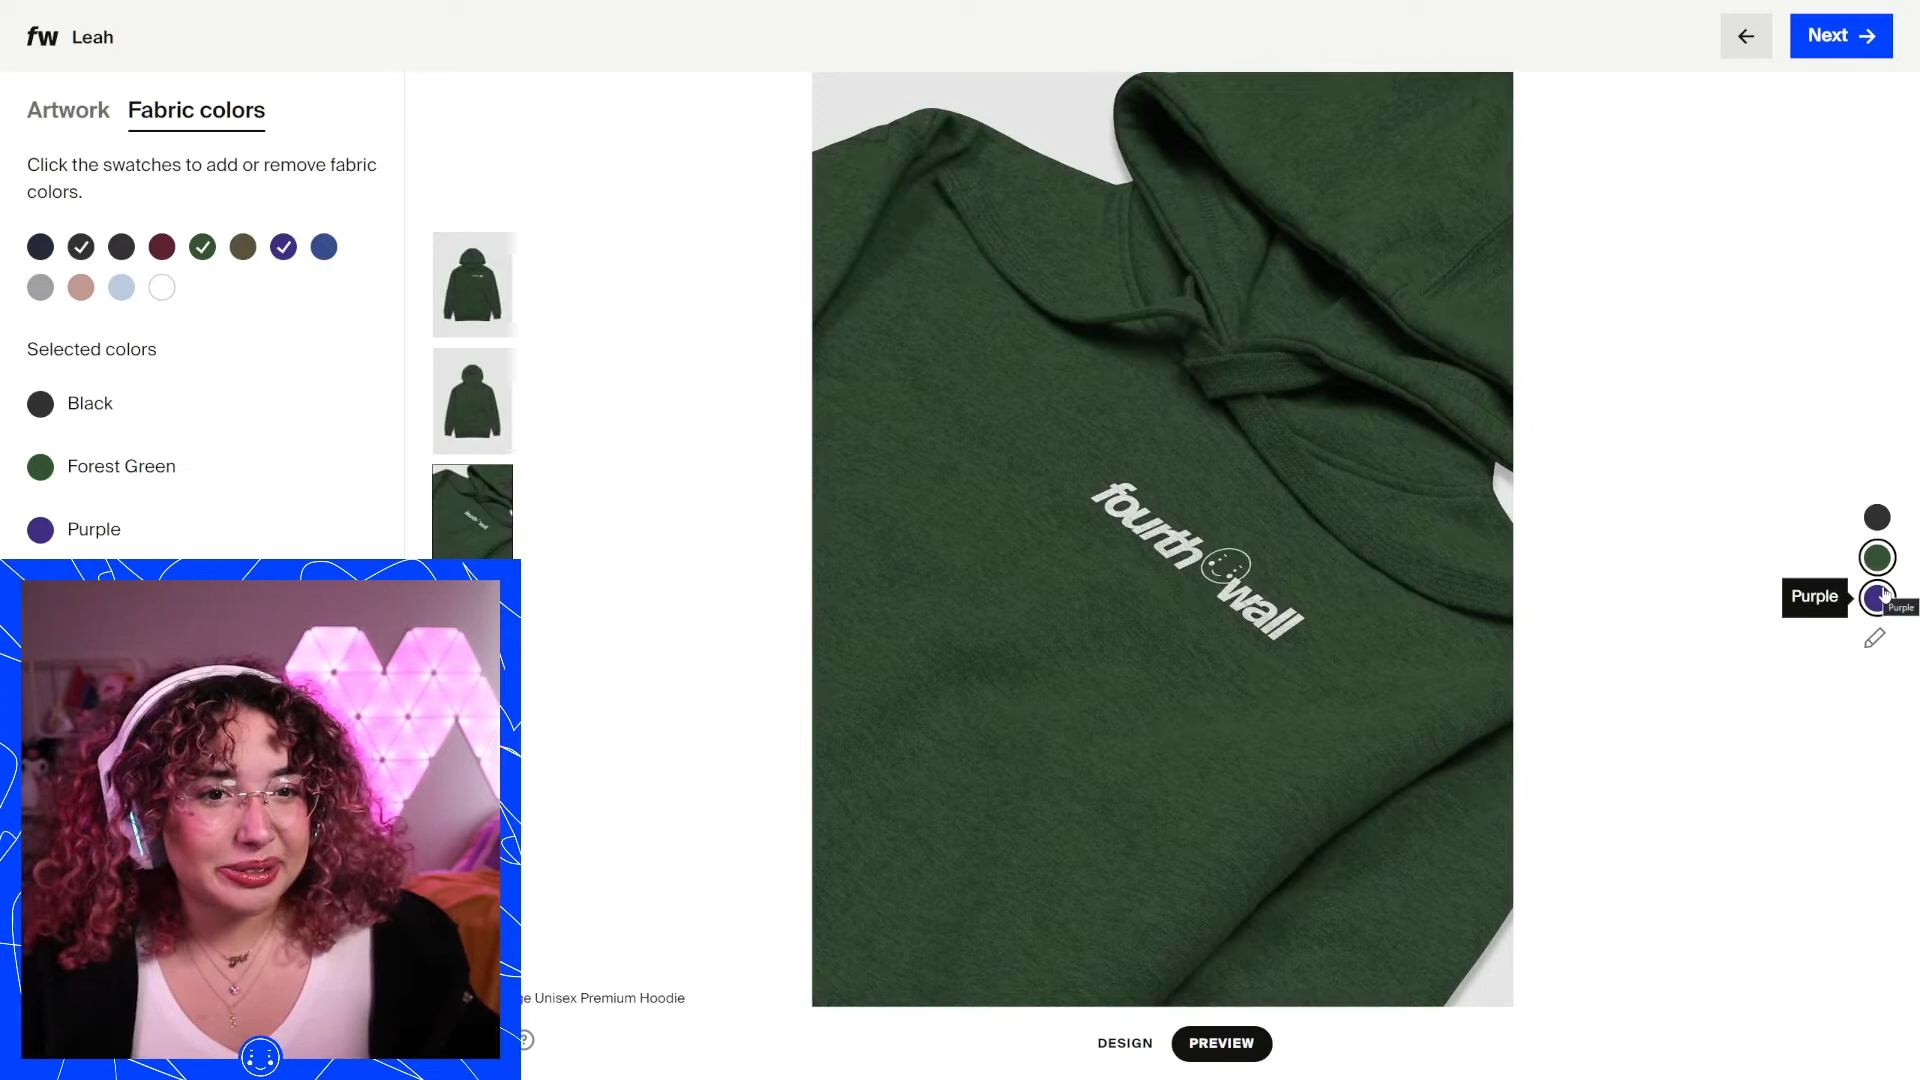 fw Leah
Next
Artwork Fabric colors
Click the swatches to add or remove fabric
colors.
Selected colors
Black
Forest Green
Purple
fourth wall
Purple
Purple
ge Unisex Premium Hoodie
?
DESIGN PREVIEW